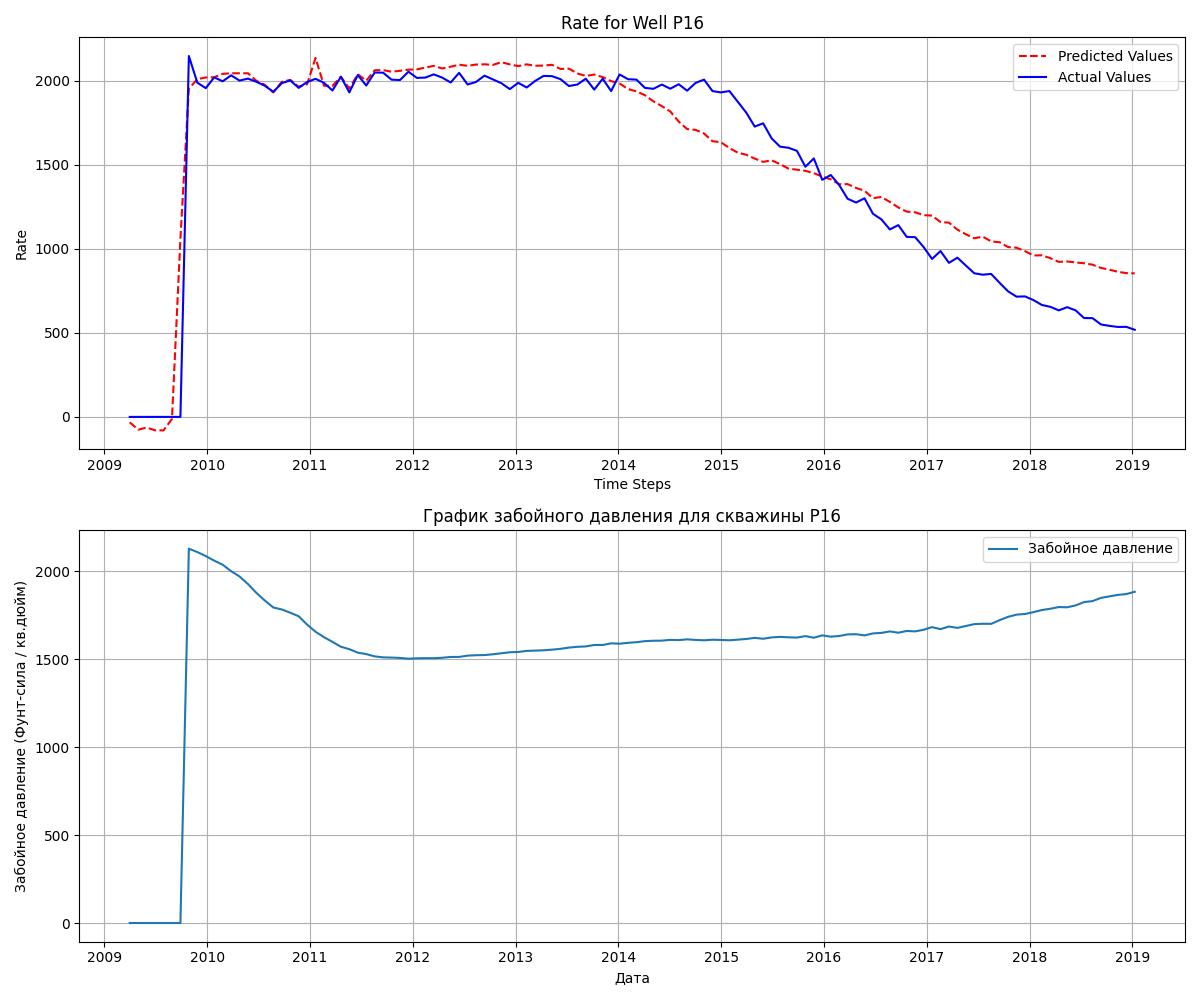 Rate for Well P16
Predicted Values
Actual Values
Rate
2000
1500
1000
500
0
2009 2010 2011 2012 2013 2014 2015 2016 2017 2018 2019
Time Steps
График забойного давления для скважины P16
Забойное давление
Забойное давление (Фунт-сила / кв.дюйм)
2000
1500
1000
500
0
2009 2010 2011 2012 2013 2014 2015 2016 2017 2018 2019
Дата